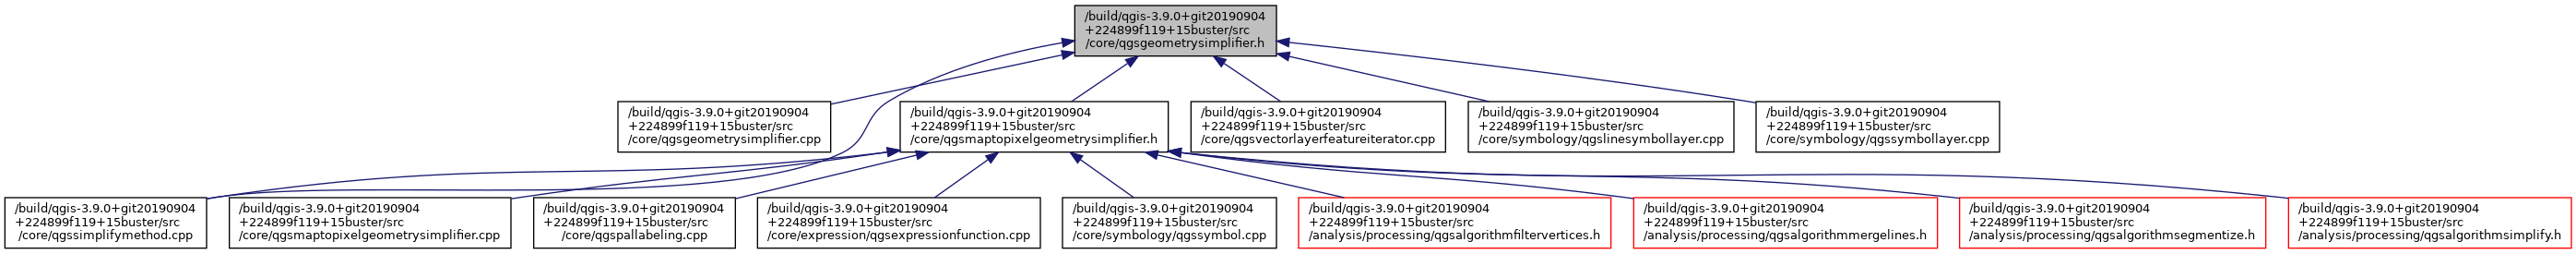 /build/qgis-3.9.0+git20190904
+224899f119+15buster/src
/core/qgsgeometrysimplifier.h
/build/qgis-3.9.0+git20190904
+224899f119+15buster/src
/core/qgsgeometrysimplifier.cpp
/build/qgis-3.9.0+git20190904
+224899f119+15buster/src
/core/qgsmaptopixelgeometrysimplifier.h
/build/qgis-3.9.0+git20190904
+224899f119+15buster/src
/core/qgsvectorlayerfeatureiterator.cpp
/build/qgis-3.9.0+git20190904
+224899f119+15buster/src
/core/symbology/qgslinesymbollayer.cpp
/build/qgis-3.9.0+git20190904
+224899f119+15buster/src
/core/symbology/qgssymbollayer.cpp
/build/qgis-3.9.0+git20190904
+224899f119+15buster/src
/core/qgssimplifymethod.cpp
/build/qgis-3.9.0+git20190904
+224899f119+15buster/src
/core/qgsmaptopixelgeometrysimplifier.cpp
/build/qgis-3.9.0+git20190904
+224899f119+15buster/src
/core/qgspallabeling.cpp
/build/qgis-3.9.0+git20190904
+224899f119+15buster/src
/core/expression/qgsexpressionfunction.cpp
/build/qgis-3.9.0+git20190904
+224899f119+15buster/src
/core/symbology/qgssymbol.cpp
/build/qgis-3.9.0+git20190904
+224899f119+15buster/src
/analysis/processing/qgsalgorithmfiltervertices.h
/build/qgis-3.9.0+git20190904
+224899f119+15buster/src
/analysis/processing/qgsalgorithmmergelines.h
/build/qgis-3.9.0+git20190904
+224899f119+15buster/src
/analysis/processing/qgsalgorithmsegmentize.h
/build/qgis-3.9.0+git20190904
+224899f119+15buster/src
/analysis/processing/qgsalgorithmsimplify.h